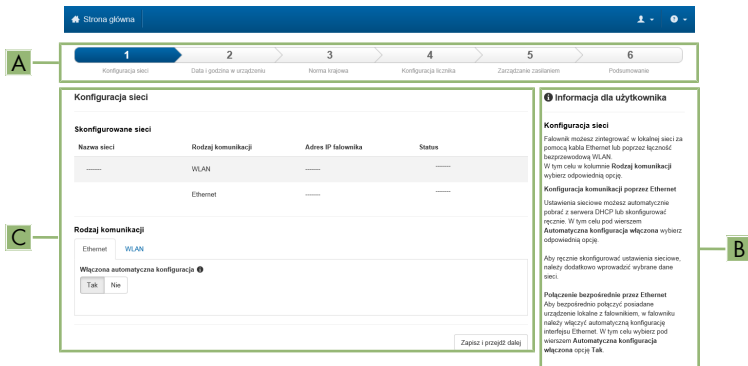 Strona główna
A
1 2 3 4 5 6
Konfiguracja sieci Data i godzina w urządzeniu Norma krajowa Konfiguracja licznika Zarządzanie zasilaniem Podsumowanie
Konfiguracja sieci
Skonfigurowane sieci
Nazwa sieci Rodzaj komunikacji Adres IP falownika Status
------- WLAN ------- -------
Ethernet ------- -------
C
Rodzaj komunikacji
Ethernet WLAN
Włączona automatyczna konfiguracja
Tak Nie
Zapisz i przejdź dalej
Informacja dla użytkownika
Konfiguracja sieci
Falownik możesz zintegrować w lokalnej sieci za
pomocą kabla Ethernet lub poprzez łączność
bezprzewodową WLAN.
W tym celu w kolumnie Rodzaj komunikacji
wybierz odpowiednią opcję.
Konfiguracja komunikacji poprzez Ethernet
Ustawienia sieciowe możesz automatycznie
pobrać z serwera DHCP lub skonfigurować
ręcznie. W tym celu pod wierszem
Automatyczna konfiguracja włączona wybierz
odpowiednią opcję.
Aby ręcznie skonfigurować ustawienia sieciowe,
należy dodatkowo wprowadzić wybrane dane
sieci.
Połączenie bezpośrednie przez Ethernet
Aby bezpośrednio połączyć posiadane
urządzenie lokalne z falownikiem, w falowniku
należy włączyć automatyczną konfigurację
interfejsu Ethernet. W tym celu wybierz pod
wierszem Automatyczna konfiguracja
włączona opcję Tak.
B